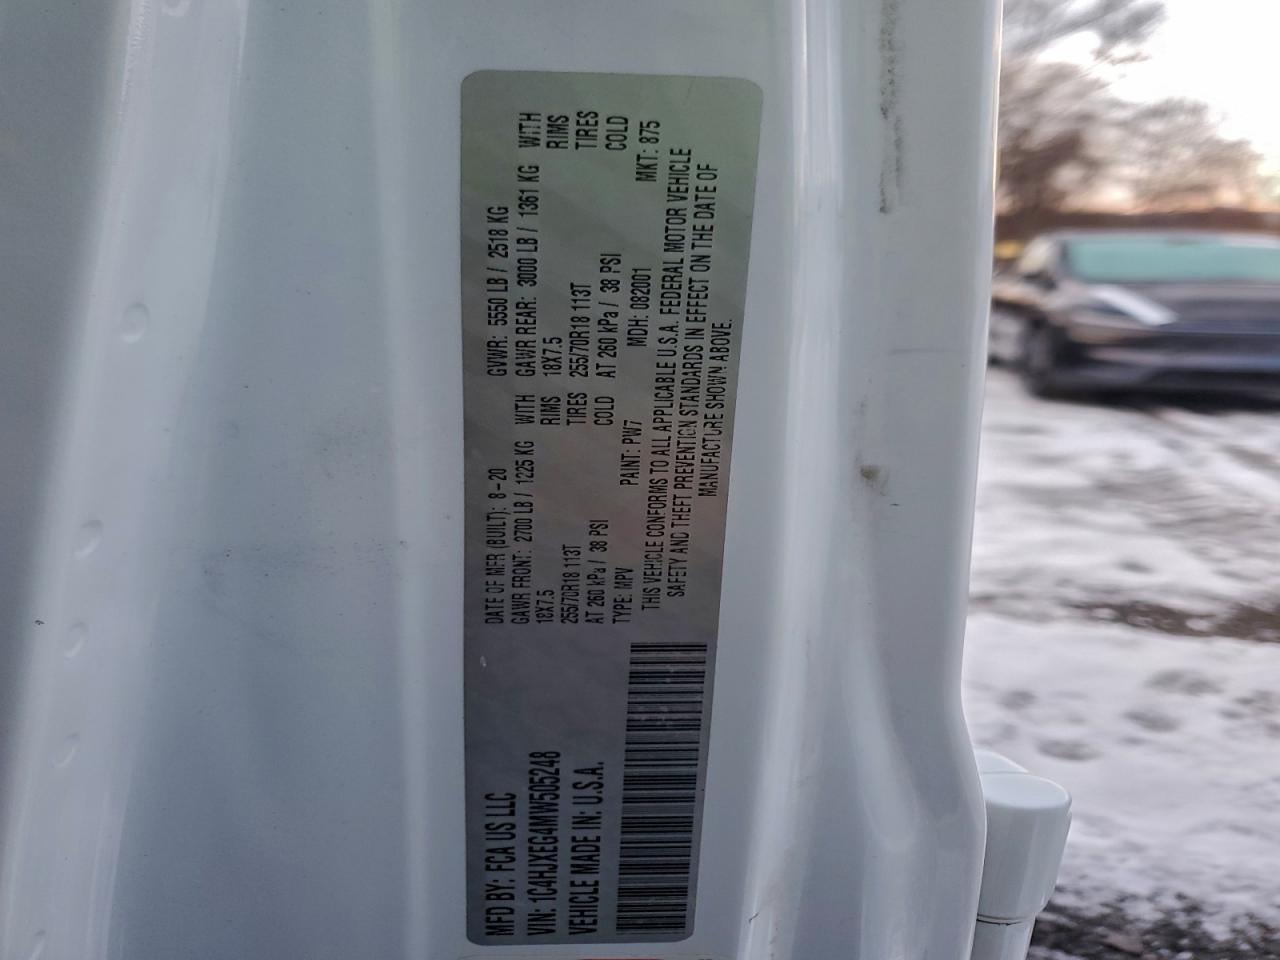 MFD BY: FCA US LLC
DATE OF MFR (BUILT): 8-20
GVWR: 5550 LB / 2518 KG
VIN: 1C4HJXEG4MW505248
GAWR FRONT: 2700 LB / 1225 KG WITH
GAWR REAR: 3000 LB / 1361 KG WITH
18X7.5 RIMS
18X7.5 RIMS
VEHICLE MADE IN: U.S.A.
255/70R18 113T TIRES
255/70R18 113T TIRES
AT 260 kPa / 38 PSI COLD
AT 260 kPa / 38 PSI COLD
TYPE: MPV PAINT: PW7 MDH: 082001 MKT: 875
THIS VEHICLE CONFORMS TO ALL APPLICABLE U.S.A. FEDERAL MOTOR VEHICLE
SAFETY AND THEFT PREVENTION STANDARDS IN EFFECT ON THE DATE OF
MANUFACTURE SHOWN ABOVE.